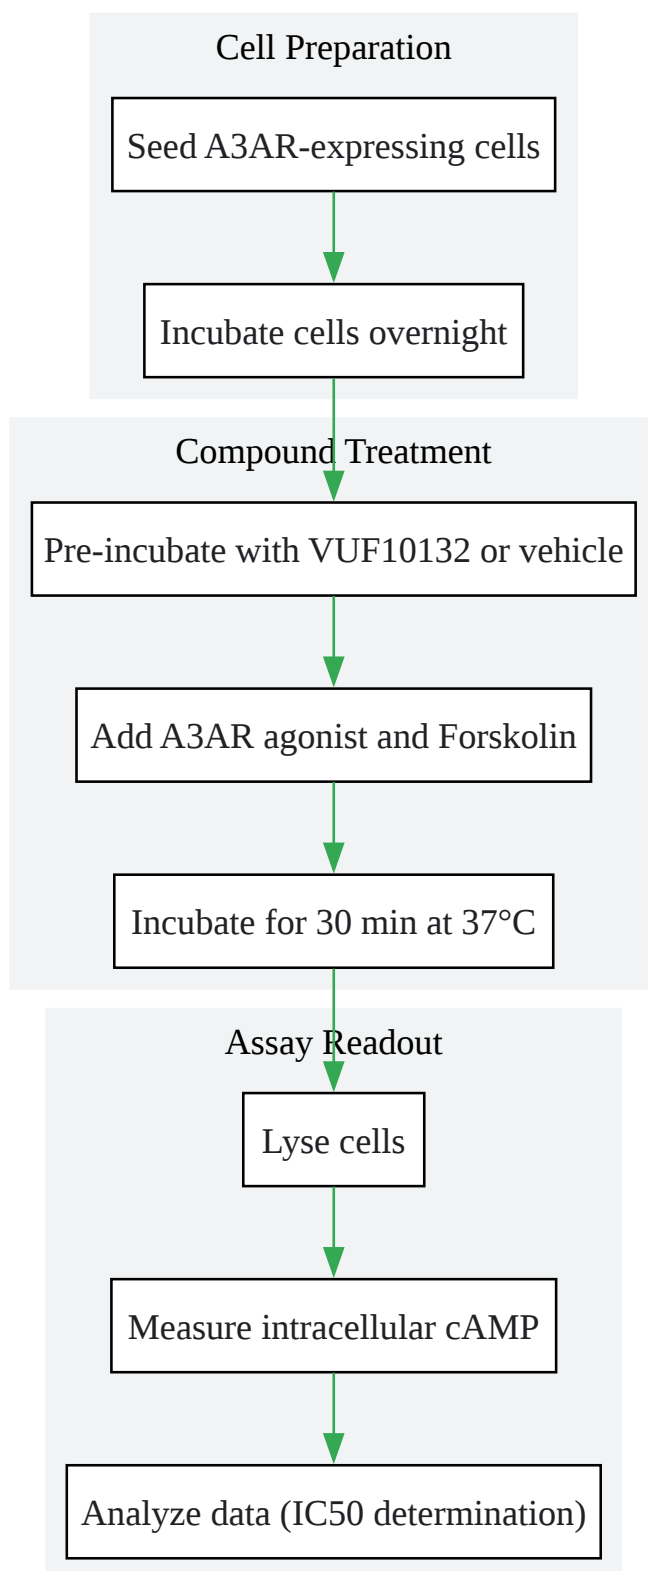 Cell Preparation
Seed A3AR-expressing cells
Incubate cells overnight
Compound Treatment
Pre-incubate with VUF10132 or vehicle
Add A3AR agonist and Forskolin
Incubate for 30 min at 37°C
Assay Readout
Lyse cells
Measure intracellular cAMP
Analyze data (IC50 determination)